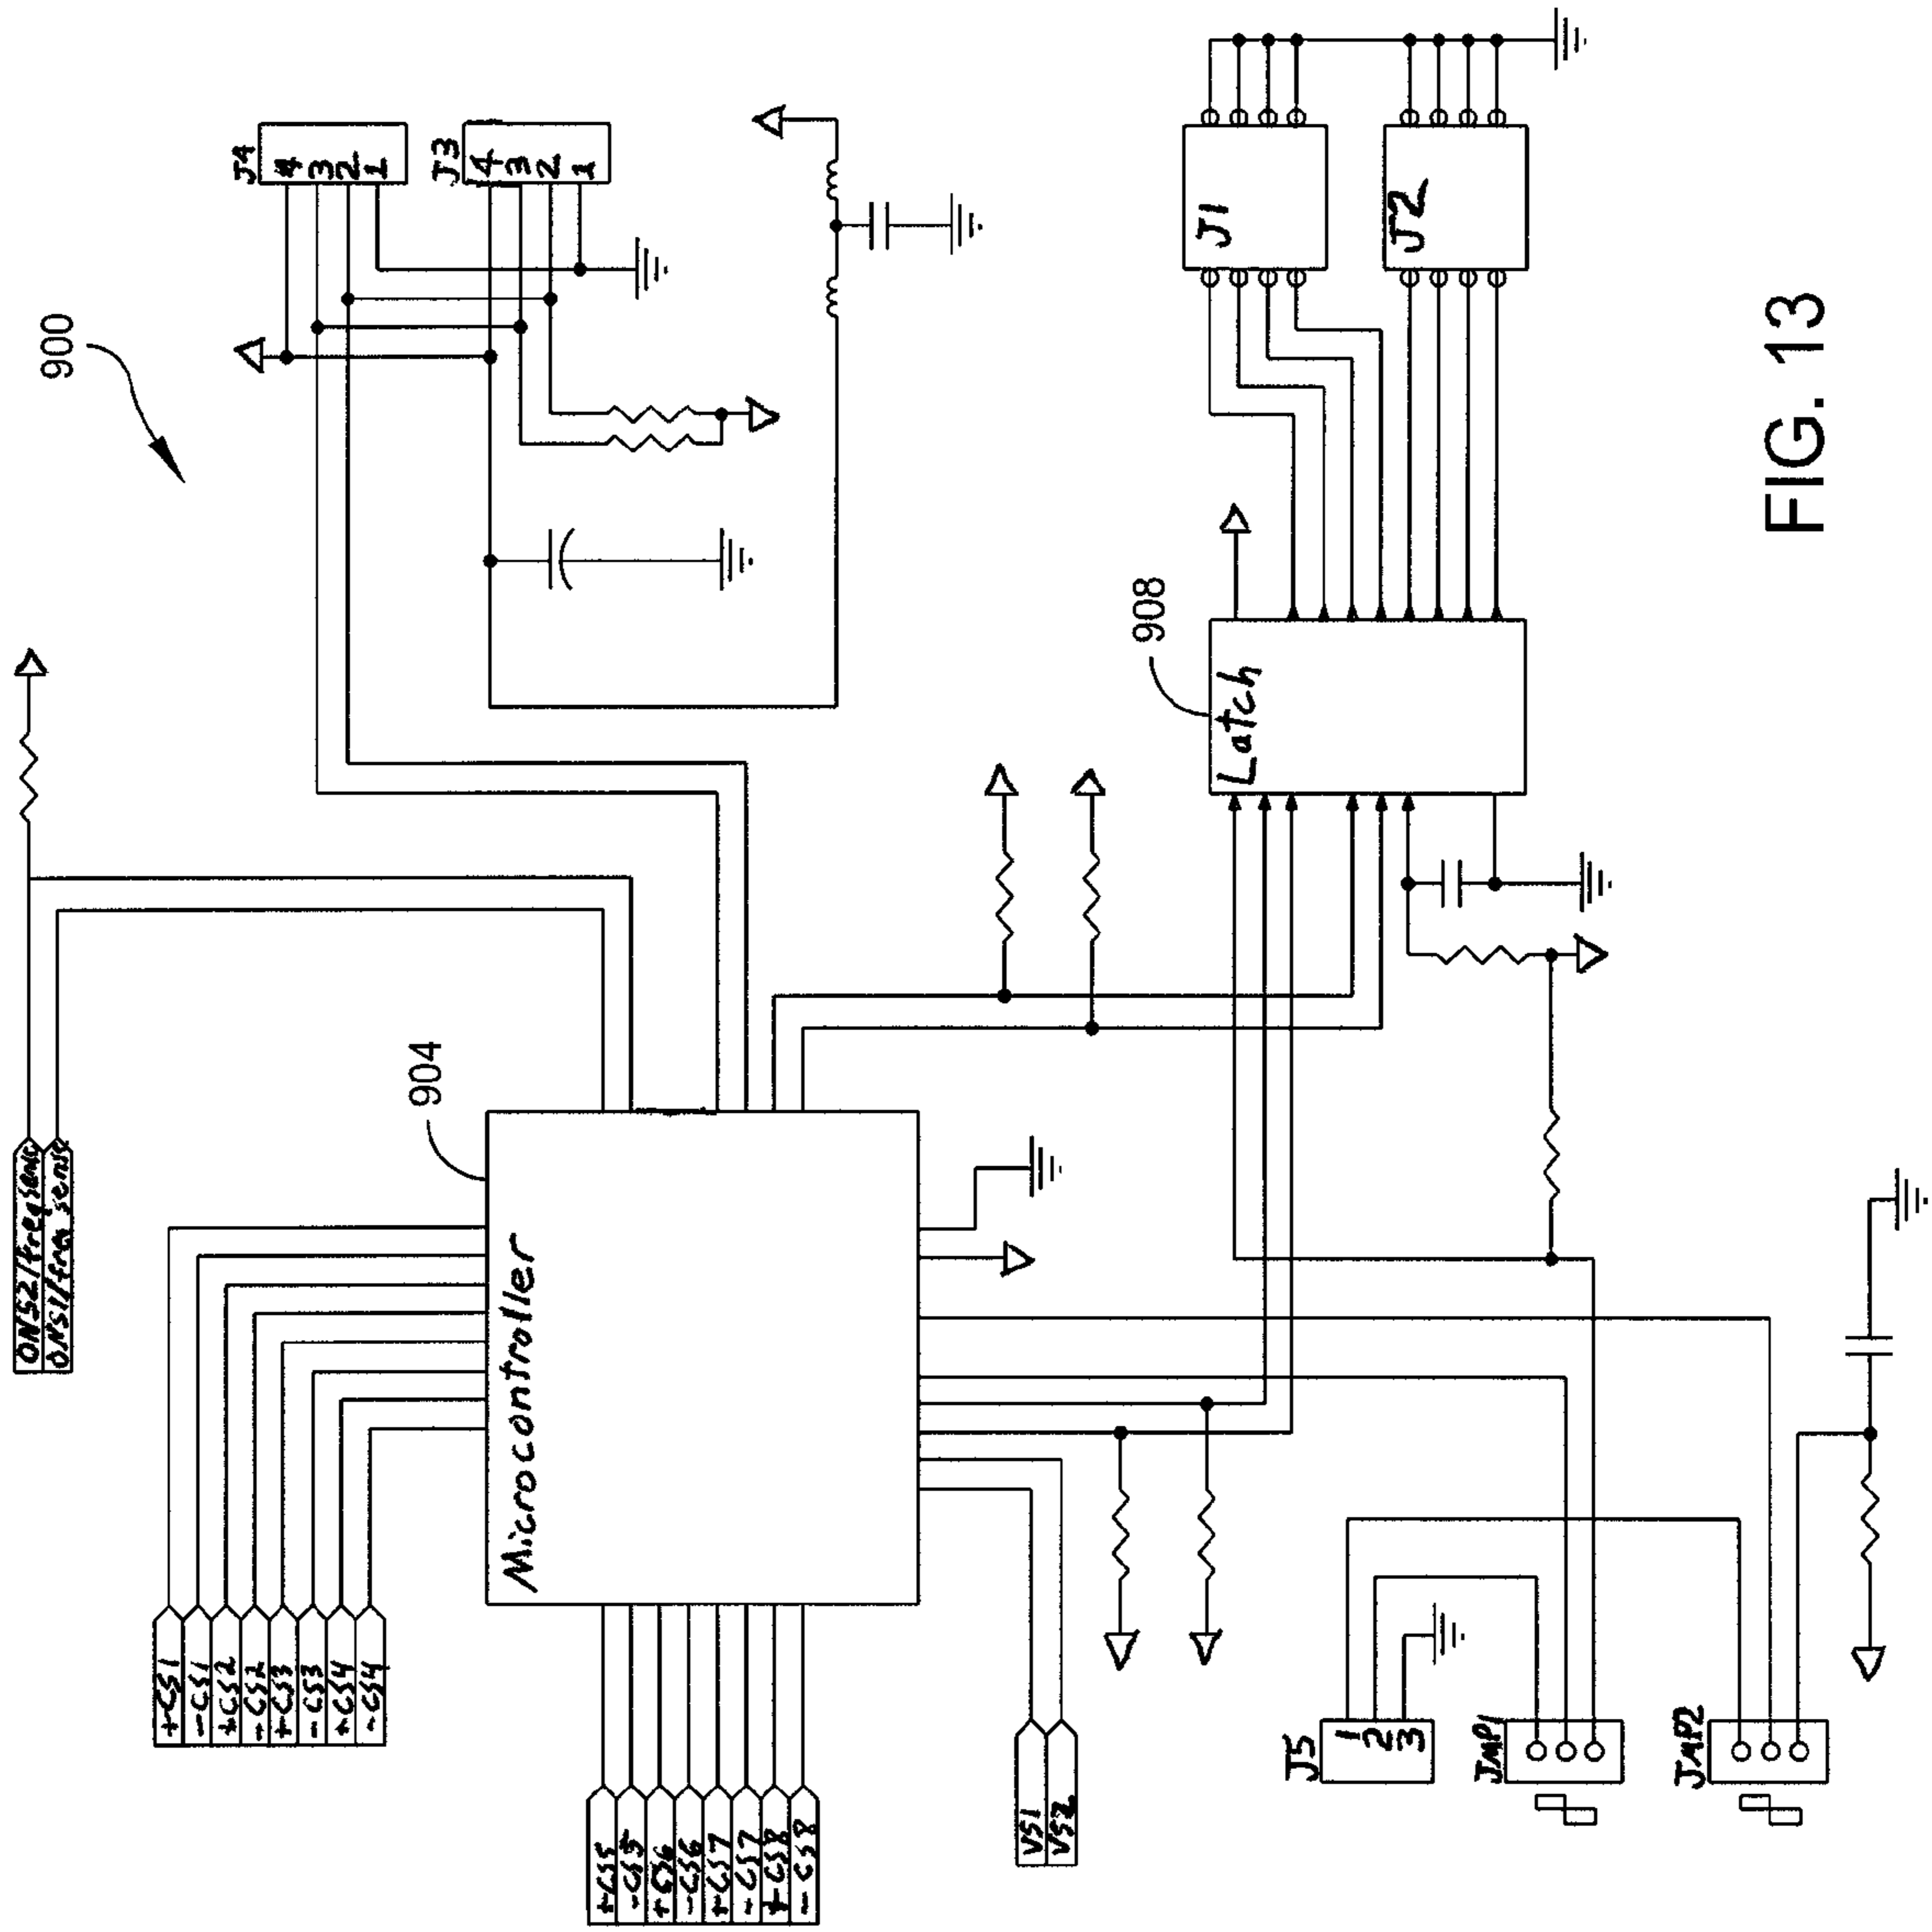 900
ONS2/freqsens
ONS1/freq sens
J4
4
3
2
1
J3
4
3
2
1
+CS1
-CS1
+CS2
-CS2
+CS3
-CS3
+CS4
-CS4
904
Microcontroller
+CS5
-CS5
+CS6
-CS6
+CS7
-CS7
+CS8
-CS8
VS1
VS2
908
Latch
J1
J2
J5
1
2
3
JMP1
JMP2
FIG. 13